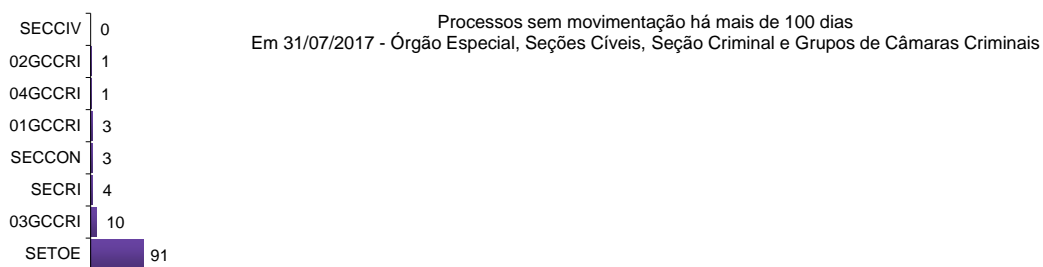 Processos sem movimentação há mais de 100 dias
Em 31/07/2017 - Órgão Especial, Seções Cíveis, Seção Criminal e Grupos de Câmaras Criminais
SECCIV 0
02GCCRI 1
04GCCRI 1
01GCCRI 3
SECCON 3
SECRI 4
03GCCRI 10
SETOE 91